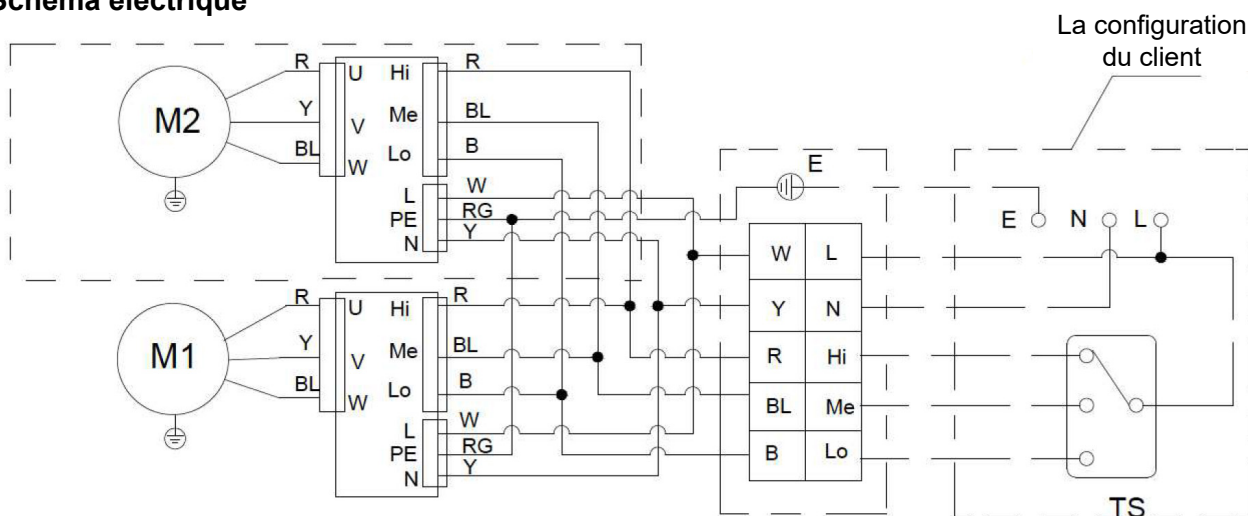 Schéma électrique
La configuration
du client
M2
R
Y
BL
U
V
W
Hi
Me
Lo
L
PE
N
R
BL
B
W
RG
Y
M1
R
Y
BL
U
V
W
Hi
Me
Lo
L
PE
N
R
BL
B
W
RG
Y
E
W L
Y N
R Hi
BL Me
B Lo
E N L
TS